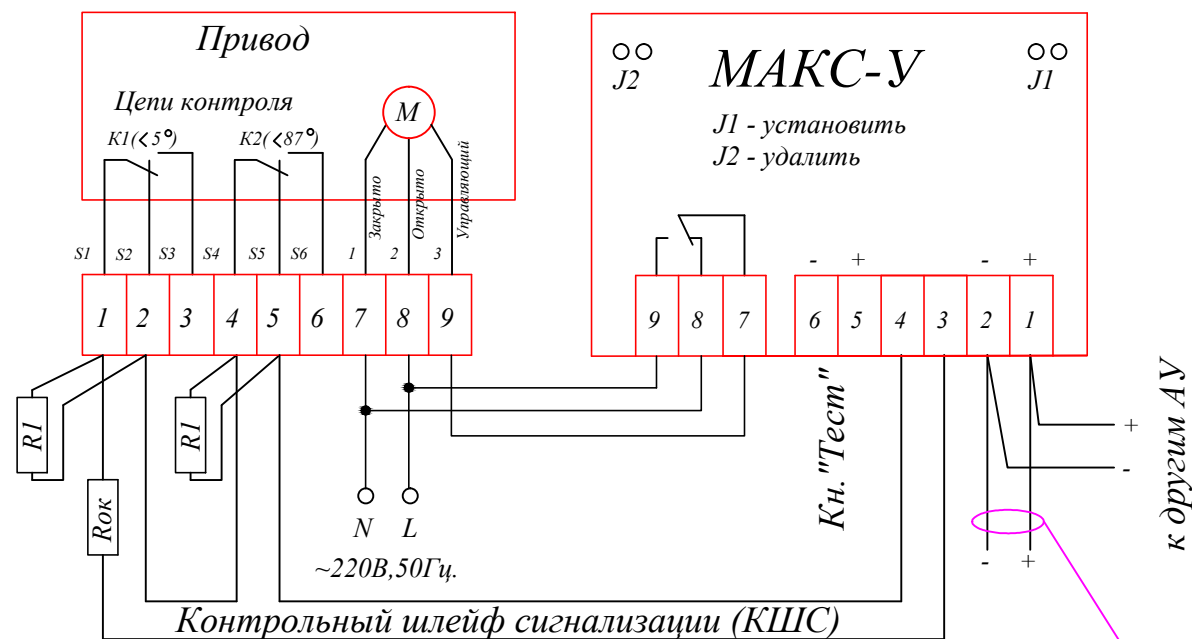 Привод
Цепи контроля
К1(<5°)
К2(<87°)
М
Закрыто
Открыто
Управляющий
S1 S2 S3 S4 S5 S6 1 2 3
1 2 3 4 5 6 7 8 9
R1
R1
Rок
N L
~220В,50Гц.
Контрольный шлейф сигнализации (КШС)
J2
МАКС-У
J1
J1 - установить
J2 - удалить
- + - +
9 8 7 6 5 4 3 2 1
Кн. "Тест"
+
-
- +
к другим АУ